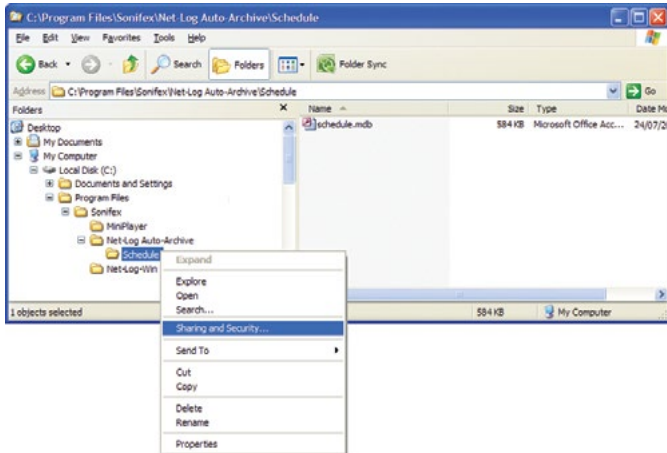 C:\Program Files\Sonifex\Net-Log Auto-Archive\Schedule
File Edit View Favorites Tools Help
Back Search Folders Folder Sync
Address C:\Program Files\Sonifex\Net-Log Auto-Archive\Schedule Go
Folders
Name Size Type
Desktop
My Documents
My Computer
Local Disk (C:)
Documents and Settings
Program Files
Sonifex
MiniPlayer
Net-Log Auto-Archive
Schedule
Net-Log-Win
schedule.mdb 584 KB Microsoft Office Acc... 24/07/2
Expand
Explore
Open
Search...
Sharing and Security...
Send To
Cut
Copy
Delete
Rename
Properties
1 objects selected 584 KB My Computer